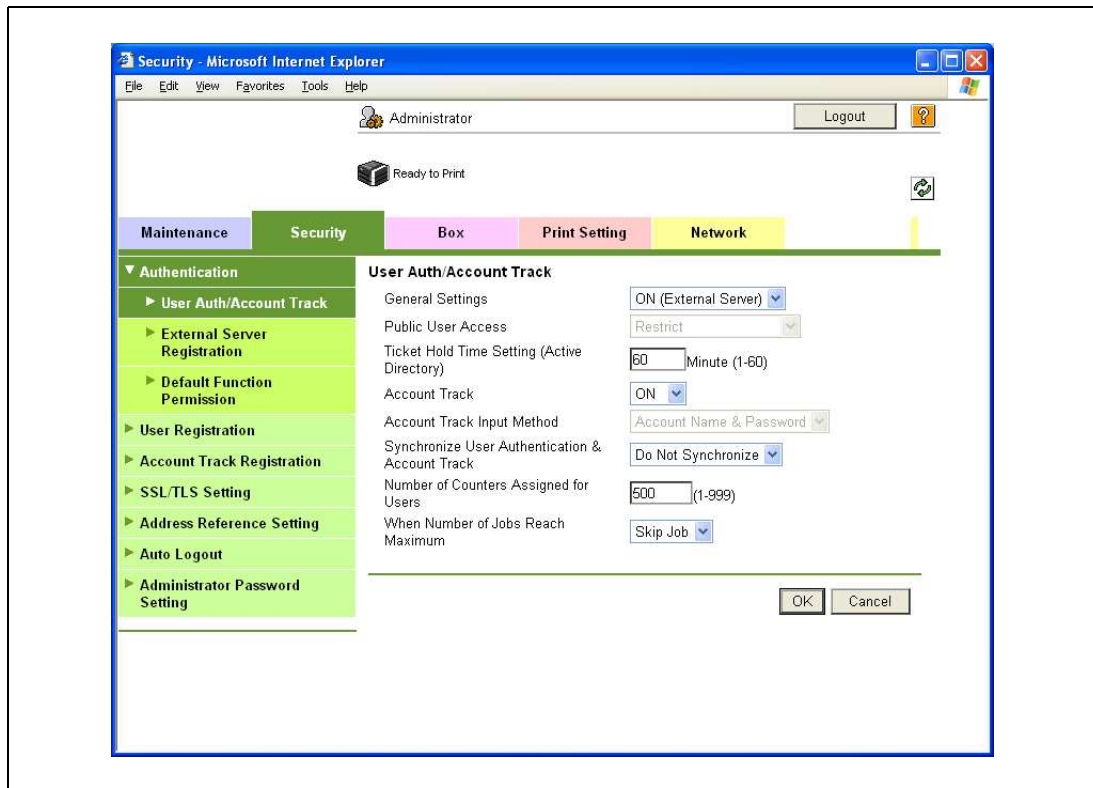 Security - Microsoft Internet Explorer
File Edit View Favorites Tools Help
Administrator
Logout
?
Ready to Print
Maintenance
Security
Box
Print Setting
Network
Authentication
User Auth/Account Track
External Server
Registration
Default Function
Permission
User Registration
Account Track Registration
SSL/TLS Setting
Address Reference Setting
Auto Logout
Administrator Password
Setting
User Auth/Account Track
General Settings
ON (External Server)
Public User Access
Restrict
Ticket Hold Time Setting (Active
Directory)
60 Minute (1-60)
Account Track
ON
Account Track Input Method
Account Name & Password
Synchronize User Authentication &
Account Track
Do Not Synchronize
Number of Counters Assigned for
Users
500 (1-999)
When Number of Jobs Reach
Maximum
Skip Job
OK
Cancel